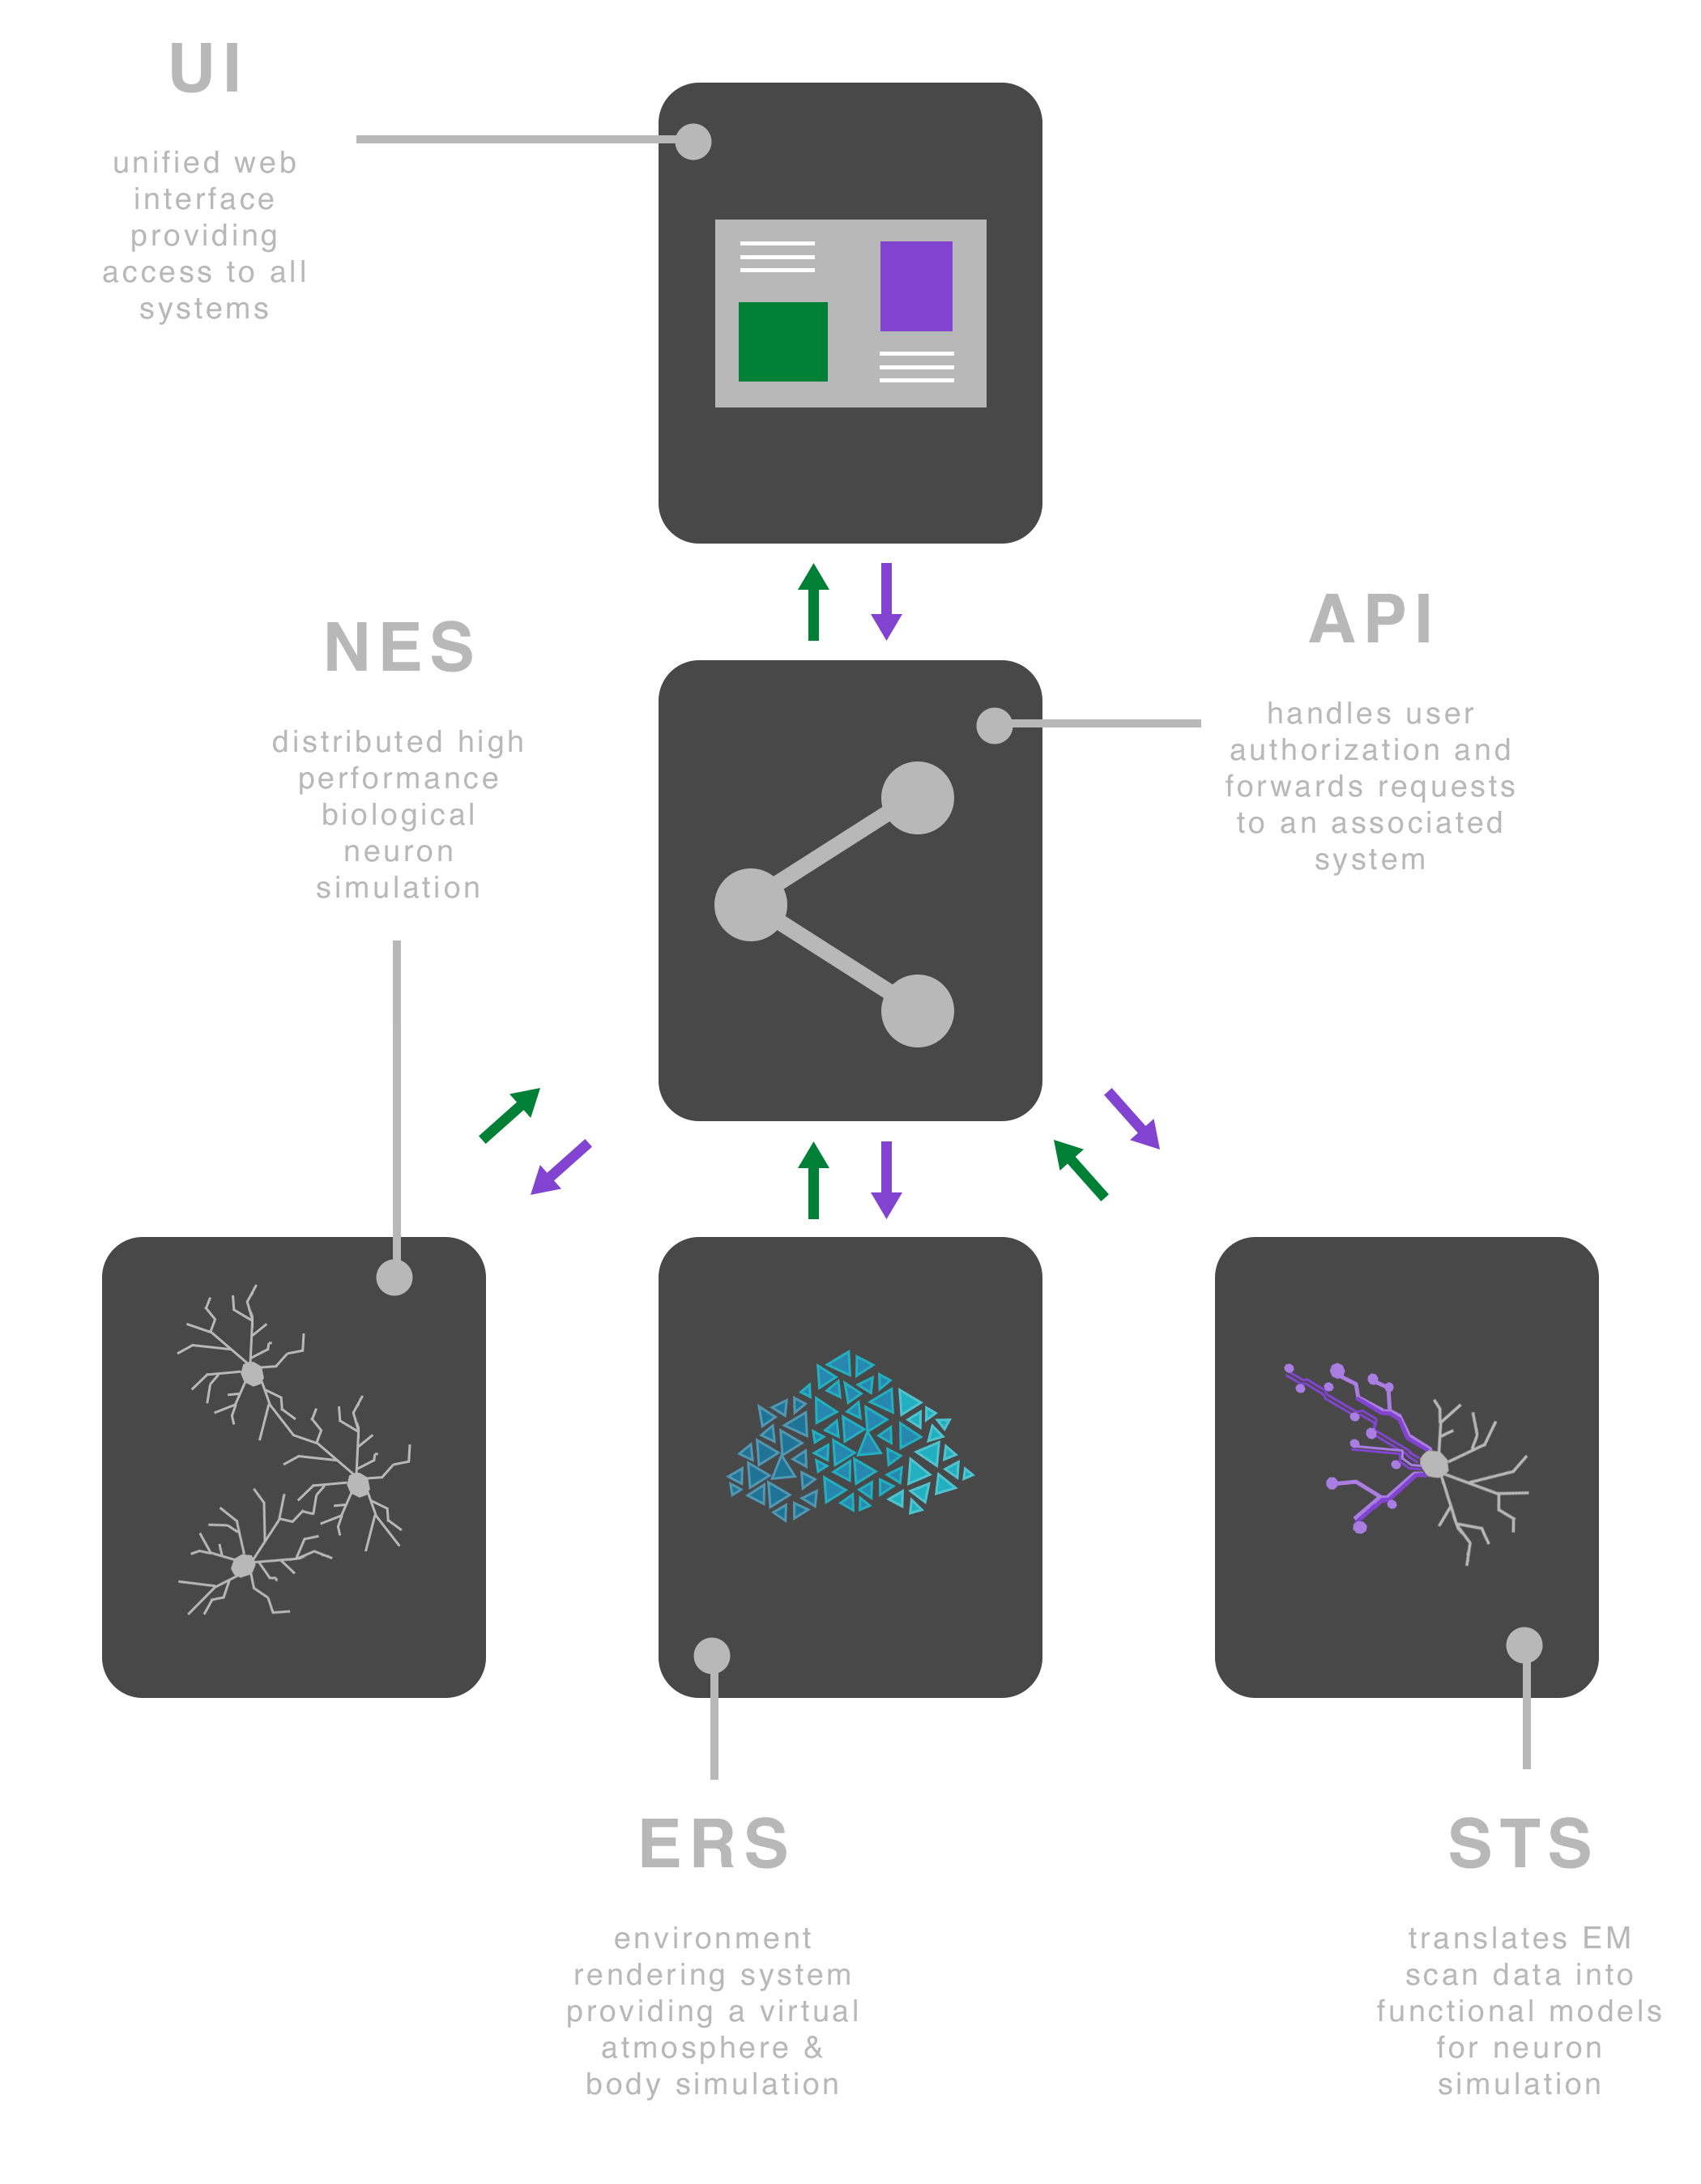 UI
unified web
interface
providing
access to all
systems
NES
distributed high
performance
biological
neuron
simulation
API
handles user
authorization and
forwards requests
to an associated
system
ERS
environment
rendering system
providing a virtual
atmosphere &
body simulation
STS
translates EM
scan data into
functional models
for neuron
simulation